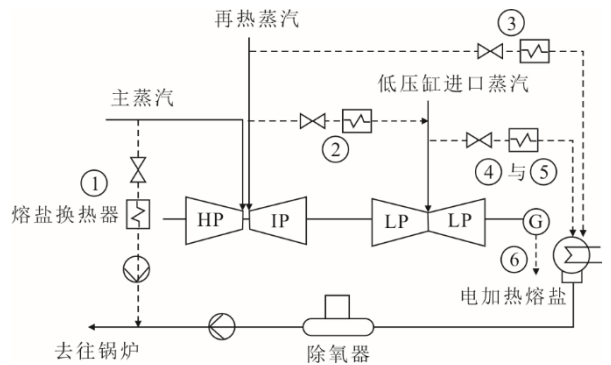 再热蒸汽
③
低压缸进口蒸汽
主蒸汽
②
④与⑤
①
熔盐换热器
HP
IP
LP
LP
G
⑥
电加热熔盐
去往锅炉
除氧器